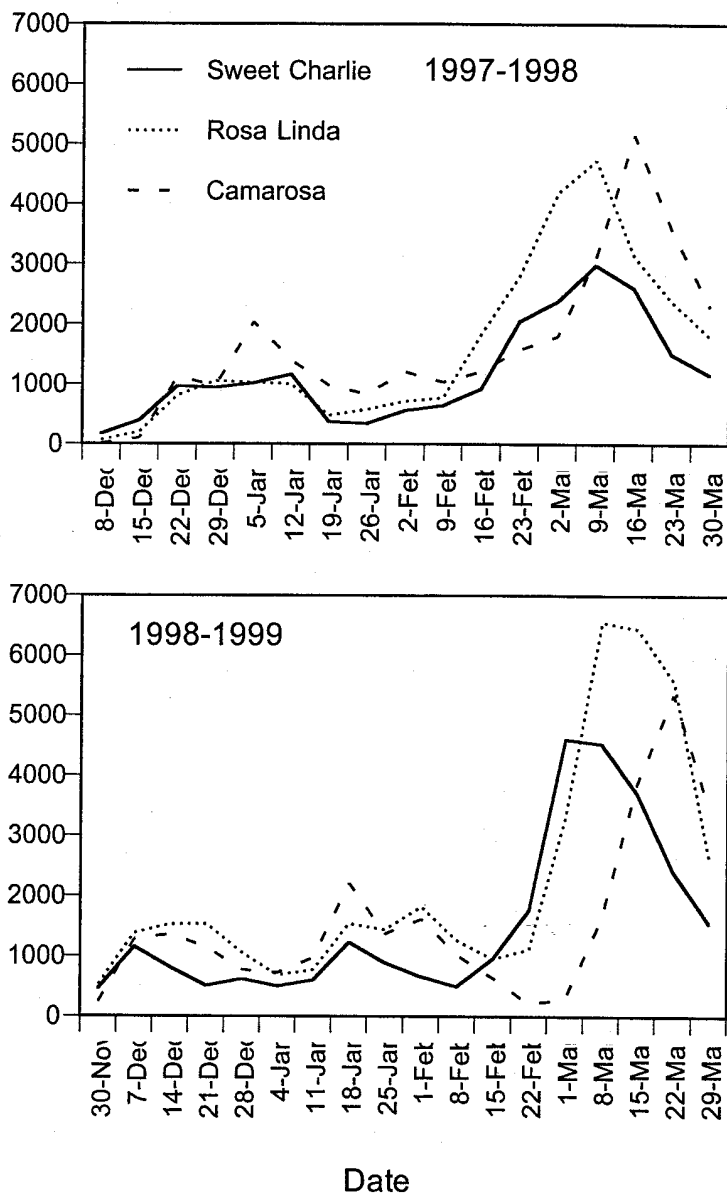 7000
6000
5000
4000
3000
2000
1000
0
Sweet Charlie
Rosa Linda
Camarosa
1997-1998
8-Dec
15-Dec
22-Dec
29-Dec
5-Jan
12-Jan
19-Jan
26-Jan
2-Feb
9-Feb
16-Feb
23-Feb
2-Ma
9-Ma
16-Ma
23-Ma
30-Ma
7000
6000
5000
4000
3000
2000
1000
0
1998-1999
30-Nov
7-Dec
14-Dec
21-Dec
28-Dec
4-Jan
11-Jan
18-Jan
25-Jan
1-Feb
8-Feb
15-Feb
22-Feb
1-Ma
8-Ma
15-Ma
22-Ma
29-Ma
Date